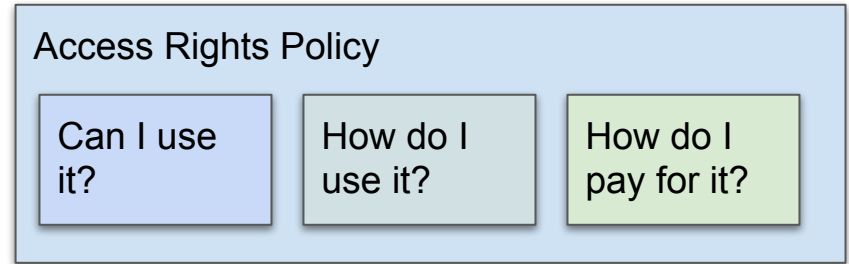 Access Rights Policy
Can I use
it?
How do I
use it?
How do I
pay for it?